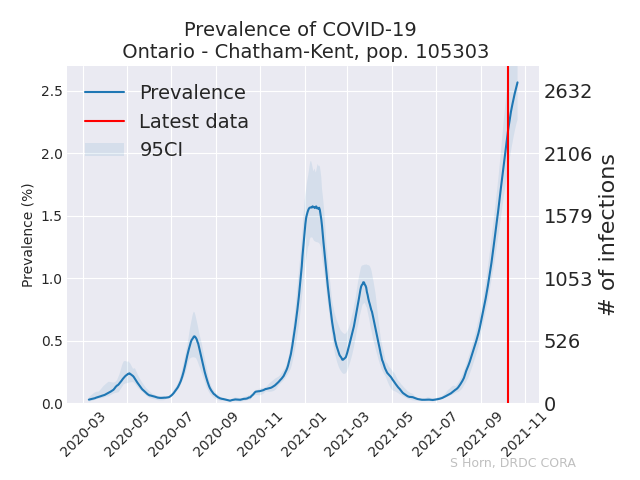 Prevalence of COVID-19
Ontario - Chatham-Kent, pop. 105303
Prevalence
Latest data
95CI
Prevalence (%)
2.5
2.0
1.5
1.0
0.5
0.0
2632
2106
1579
1053
526
0
# of infections
2020-03
2020-05
2020-07
2020-09
2020-11
2021-01
2021-03
2021-05
2021-07
2021-09
2021-11
S Horn, DRDC CORA